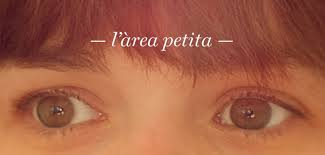 — l'àrea petita —